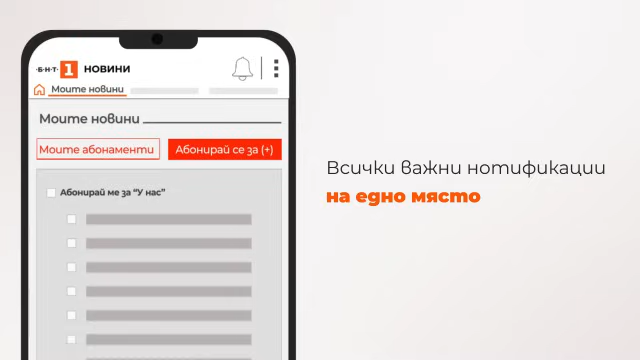 ·Б·Н·Т· 1 НОВИНИ
Моите новини
Моите новини
Моите абонаменти
Абонирай се за (+)
Абонирай ме за "У нас"
Всички важни нотификации
на едно място